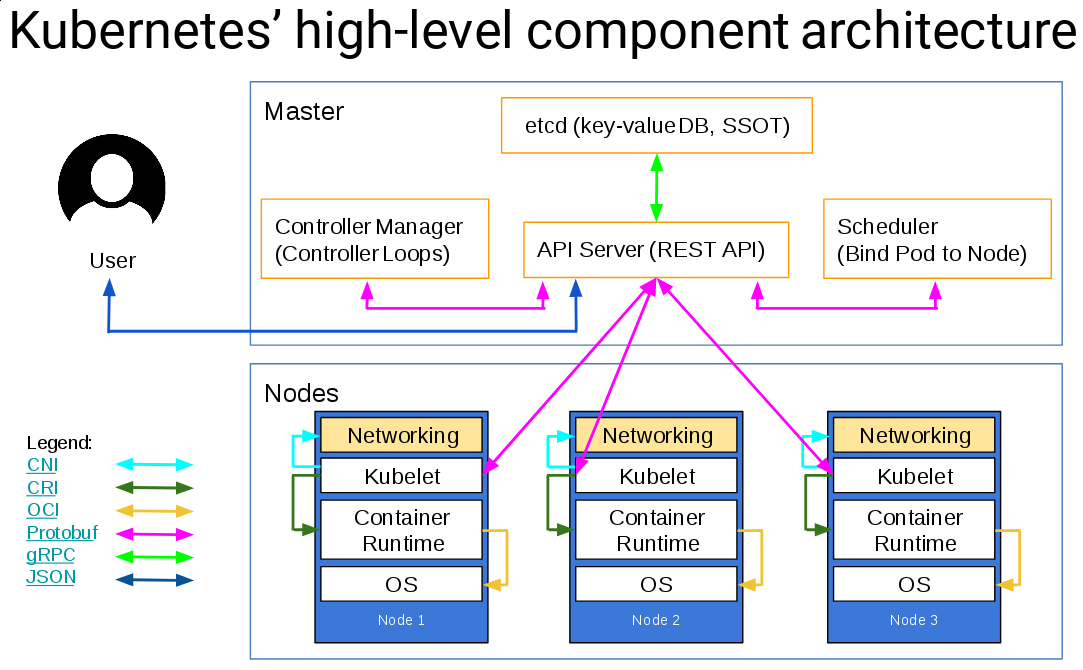 Kubernetes’ high-level component architecture
Master
etcd (key-value DB, SSOT)
Controller Manager
(Controller Loops)
API Server (REST API)
Scheduler
(Bind Pod to Node)
User
Nodes
Networking
Kubelet
Container
Runtime
OS
Node 1
Networking
Kubelet
Container
Runtime
OS
Node 2
Networking
Kubelet
Container
Runtime
OS
Node 3
Legend:
CNI
CRI
OCI
Protobuf
gRPC
JSON